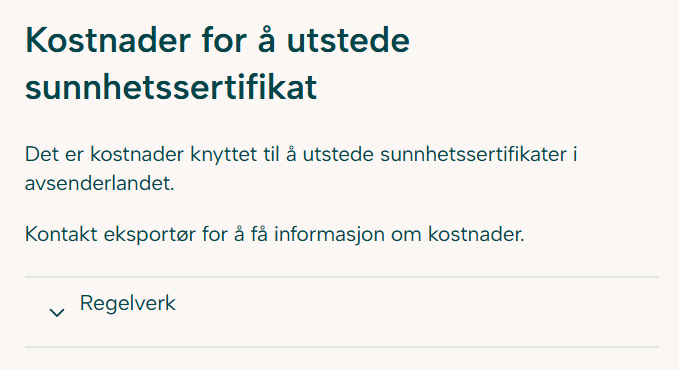 Kostnader for å utstede
sunnhetssertifikat
Det er kostnader knyttet til å utstede sunnhetssertifikater i
avsenderlandet.
Kontakt eksportør for å få informasjon om kostnader.
Regelverk